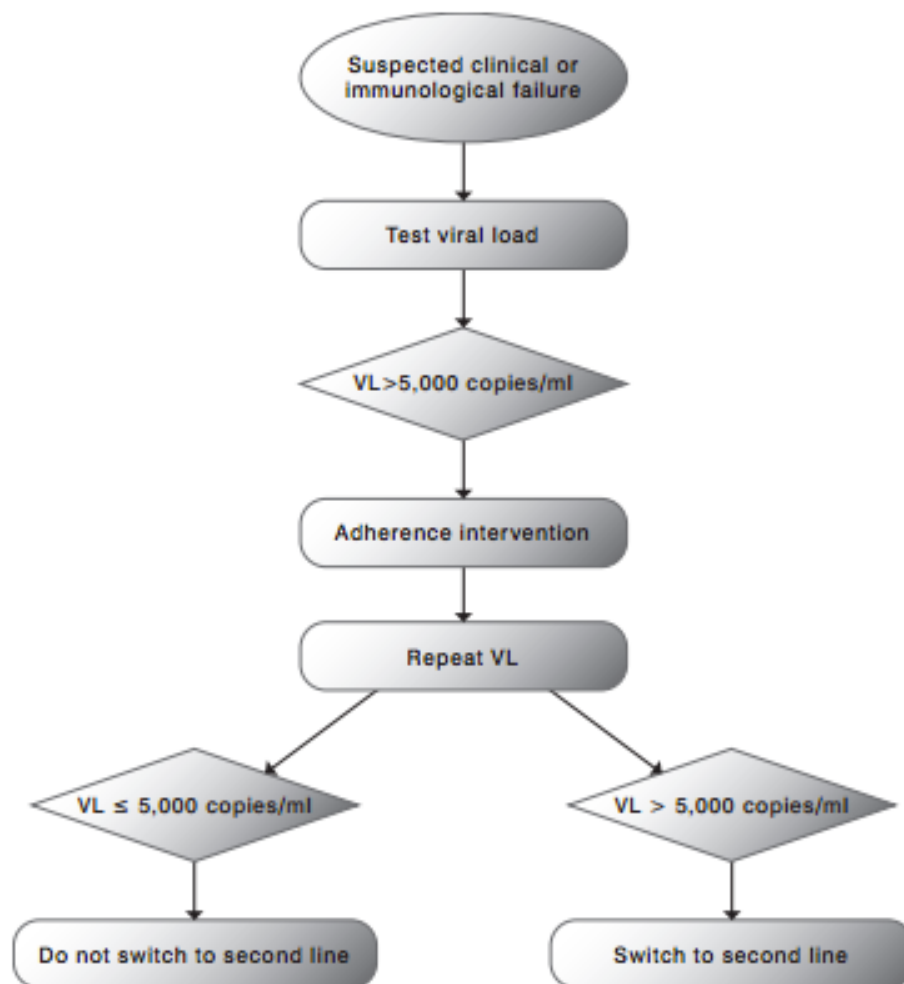 Suspected clinical or
immunological failure
Test viral load
VL>5,000 copies/ml
Adherence intervention
Repeat VL
VL ≤ 5,000 copies/ml
VL > 5,000 copies/ml
Do not switch to second line
Switch to second line